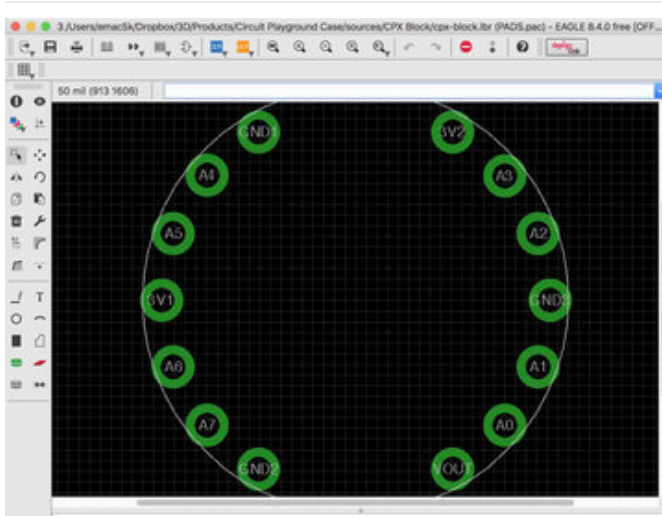 3 /Users/emac5k/Dropbox/3D/Products/Circuit Playground Case/sources/CPX Block/cpx-block.lbr (PADS.pac) - EAGLE 8.4.0 free [OFF...
50 mil (913 1606)
GND1
3V2
A4
A3
A5
A2
3V1
GND3
A6
A1
A7
A0
GND2
VOUT